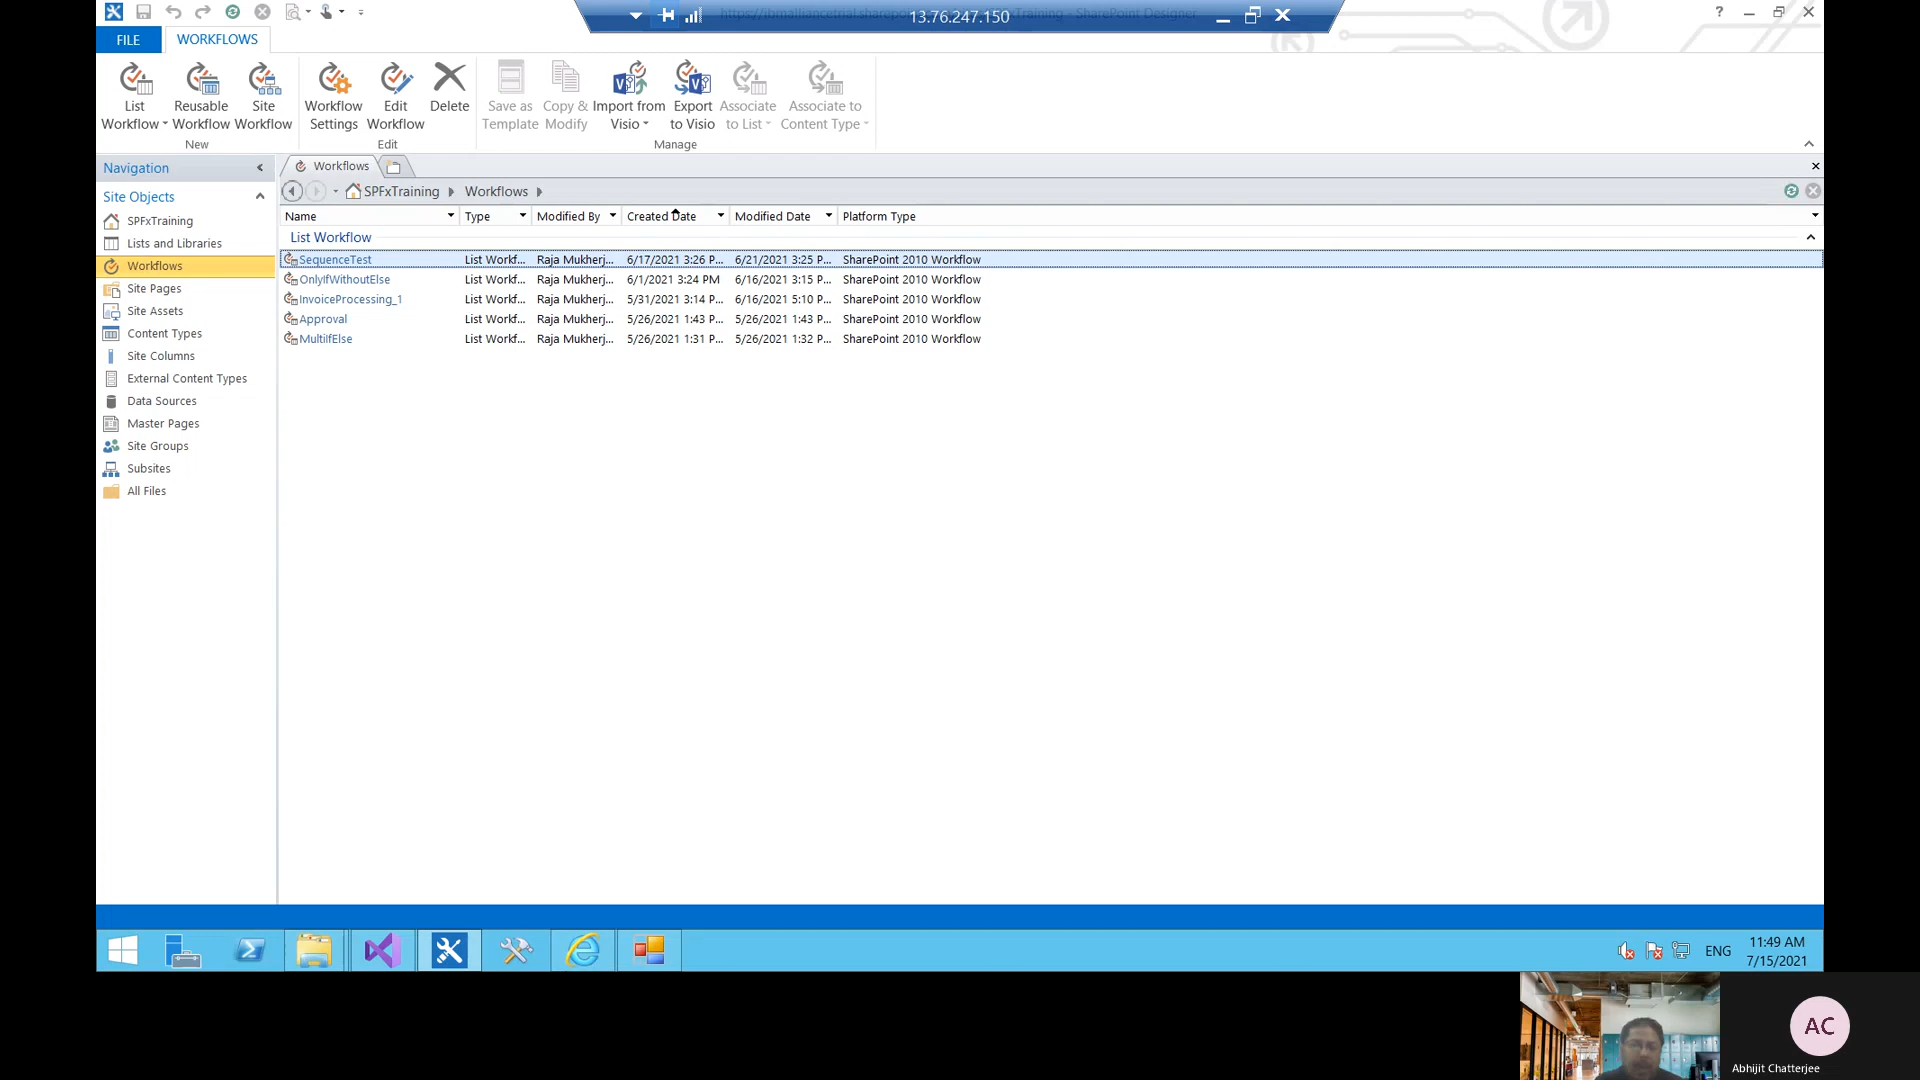 https://ibmalliancetrial.sharepo
13.76.247.150
Training - SharePoint Designer
?
FILE
WORKFLOWS
List Workflow
Reusable Workflow
Site Workflow
Workflow Settings
Edit Workflow
Delete
Save as Template
Copy & Modify
Import from Visio
Export to Visio
Associate to List
Associate to Content Type
New
Edit
Manage
Navigation
Workflows
Site Objects
SPFxTraining
Workflows
SPFxTraining
Lists and Libraries
Workflows
Site Pages
Site Assets
Content Types
Site Columns
External Content Types
Data Sources
Master Pages
Site Groups
Subsites
All Files
Name Type Modified By Created Date Modified Date Platform Type
List Workflow
SequenceTest List Workf... Raja Mukherj... 6/17/2021 3:26 P... 6/21/2021 3:25 P... SharePoint 2010 Workflow
OnlyIfWithoutElse List Workf... Raja Mukherj... 6/1/2021 3:24 PM 6/16/2021 3:15 P... SharePoint 2010 Workflow
InvoiceProcessing_1 List Workf... Raja Mukherj... 5/31/2021 3:14 P... 6/16/2021 5:10 P... SharePoint 2010 Workflow
Approval List Workf... Raja Mukherj... 5/26/2021 1:43 P... 5/26/2021 1:43 P... SharePoint 2010 Workflow
MultiIfElse List Workf... Raja Mukherj... 5/26/2021 1:31 P... 5/26/2021 1:32 P... SharePoint 2010 Workflow
ENG
11:49 AM
7/15/2021
AC
Abhijit Chatterjee